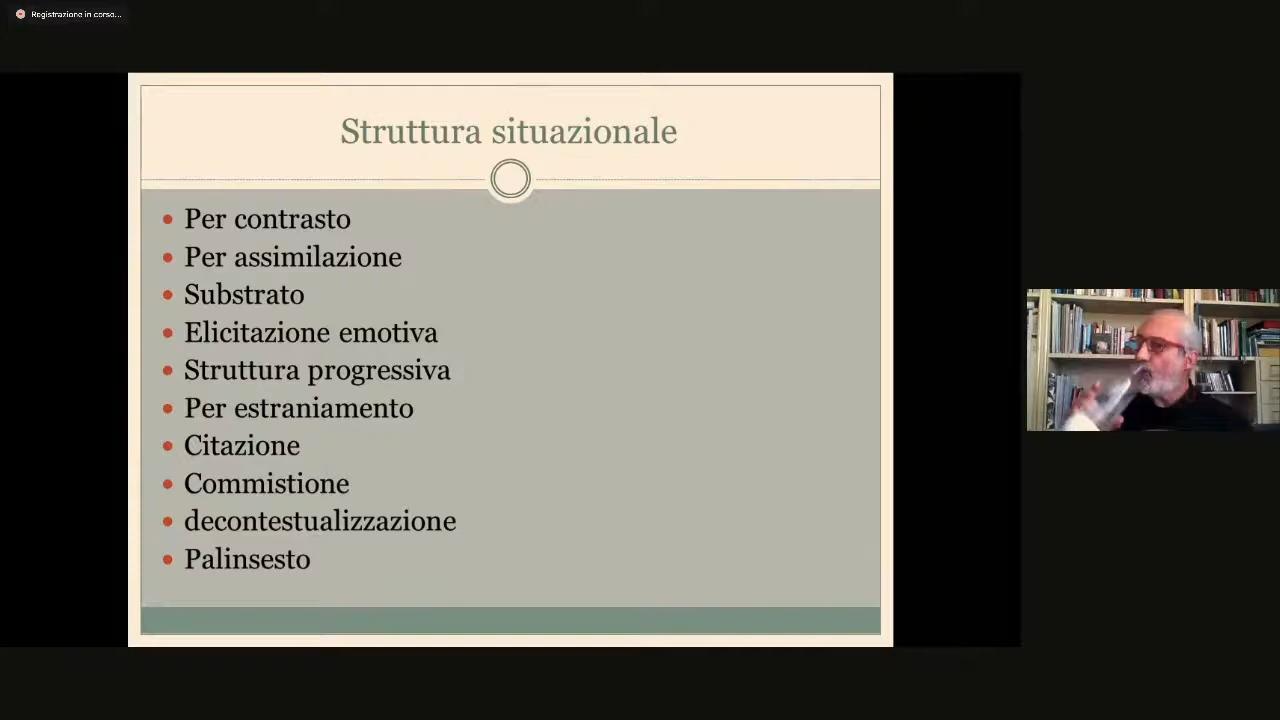 Registrazione in corso...
Struttura situazionale
Per contrasto
Per assimilazione
Substrato
Elicitazione emotiva
Struttura progressiva
Per estraniamento
Citazione
Commistione
decontestualizzazione
Palinsesto